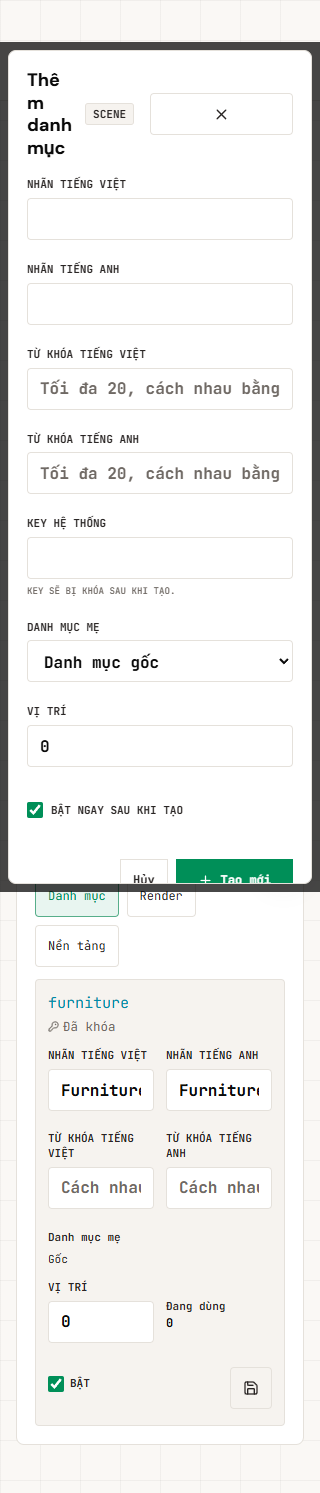 Thê
m
danh
mục
SCENE
NHÃN TIẾNG VIỆT
NHÃN TIẾNG ANH
TỪ KHÓA TIẾNG VIỆT
Tối đa 20, cách nhau bằng
TỪ KHÓA TIẾNG ANH
Tối đa 20, cách nhau bằng
KEY HỆ THỐNG
KEY SẼ BỊ KHÓA SAU KHI TẠO.
DANH MỤC MẸ
Danh mục gốc
VỊ TRÍ
0
BẬT NGAY SAU KHI TẠO
Hủy
Tạo mới
Danh mục
Render
Nền tảng
furniture
Đã khóa
NHÃN TIẾNG VIỆT
NHÃN TIẾNG ANH
Furniture
Furniture
TỪ KHÓA TIẾNG
VIỆT
TỪ KHÓA TIẾNG
ANH
Cách nhau
Cách nhau
Danh mục mẹ
Gốc
VỊ TRÍ
0
Đang dùng
0
BẬT